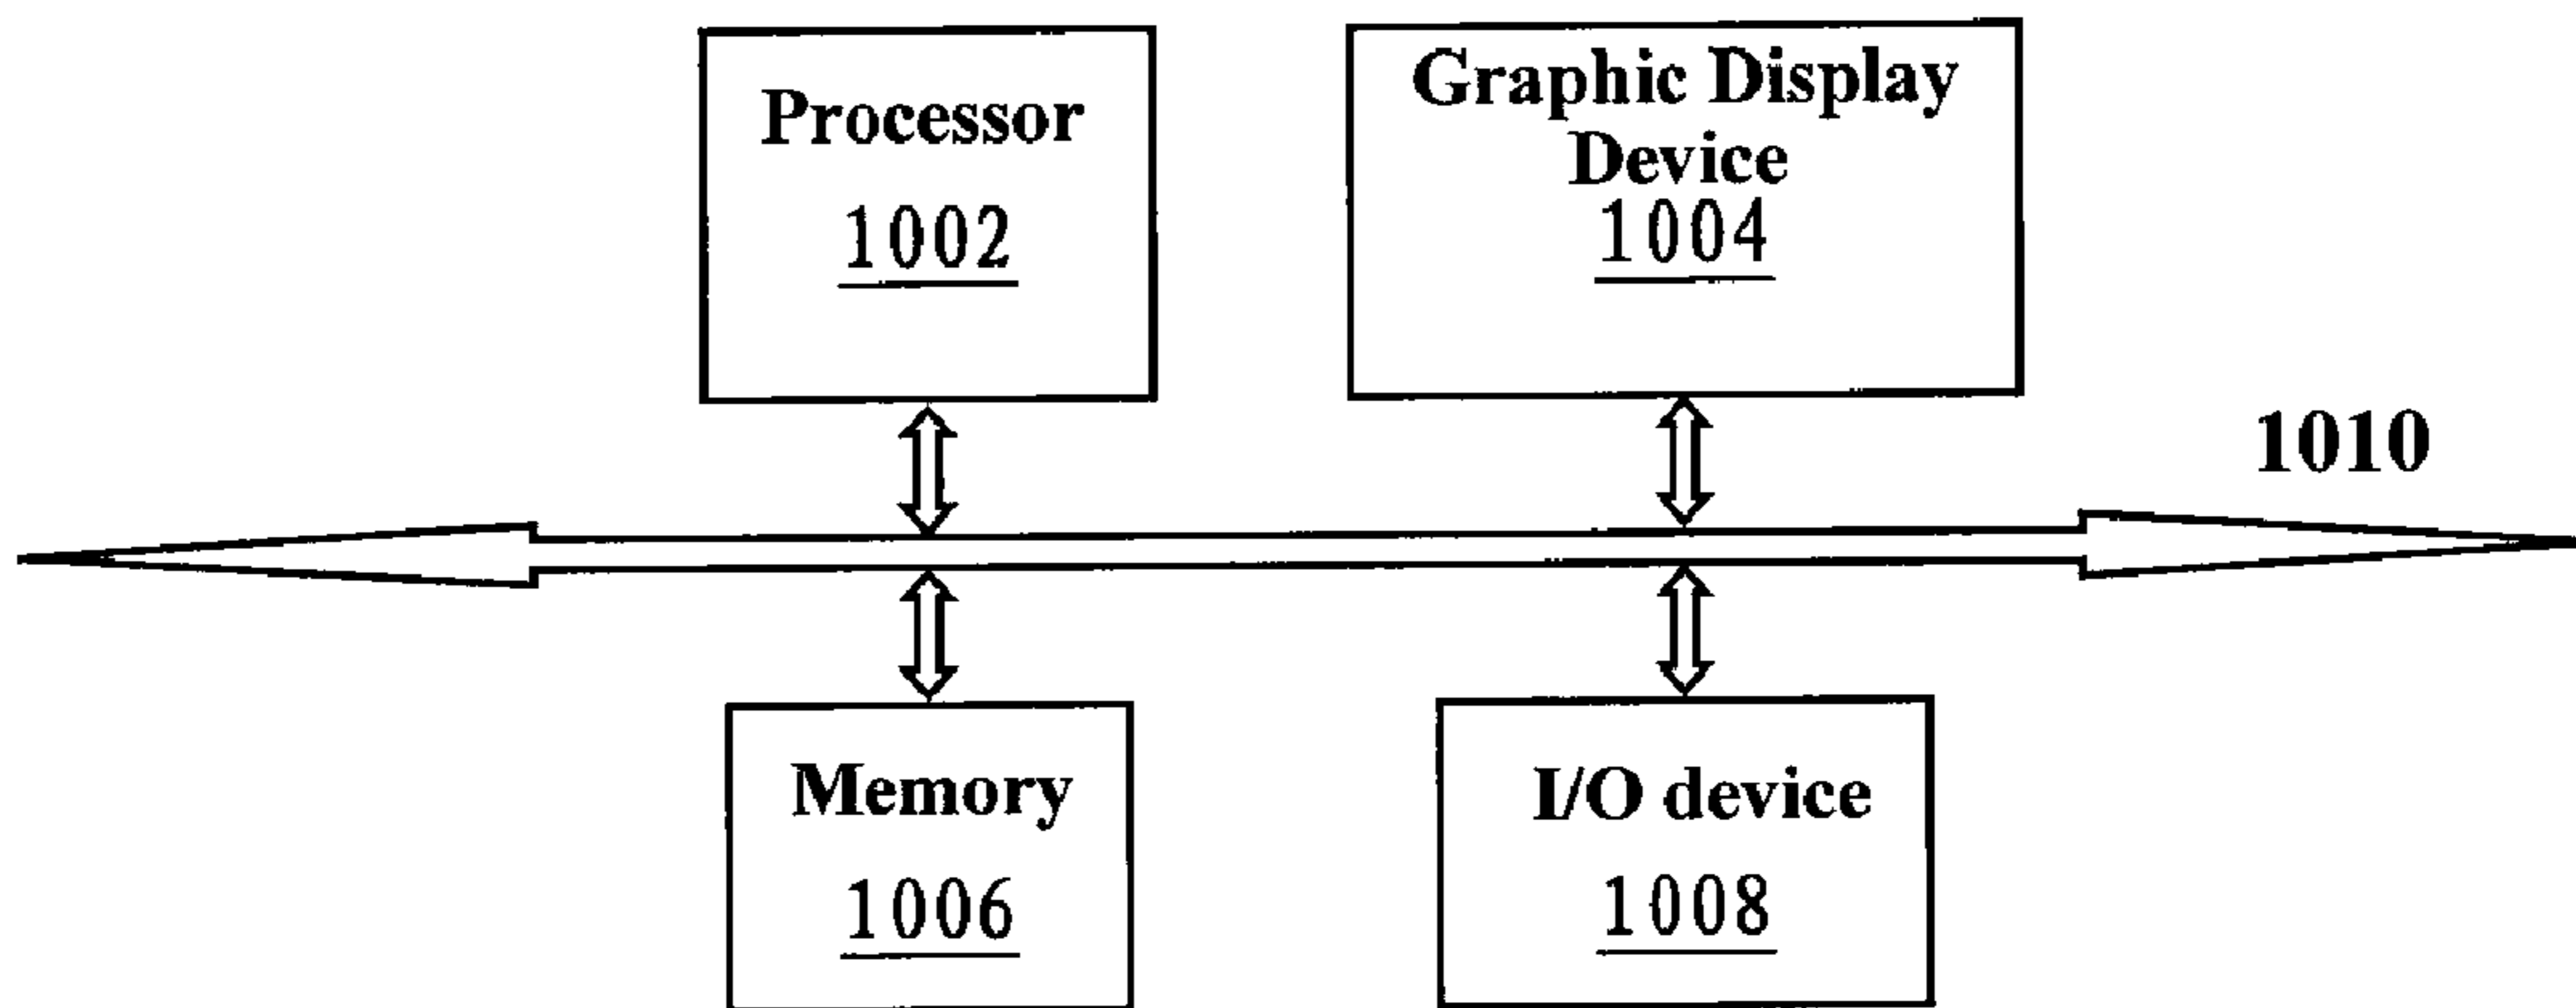 Processor
1002
Graphic Display
Device
1004
1010
Memory
1006
I/O device
1008